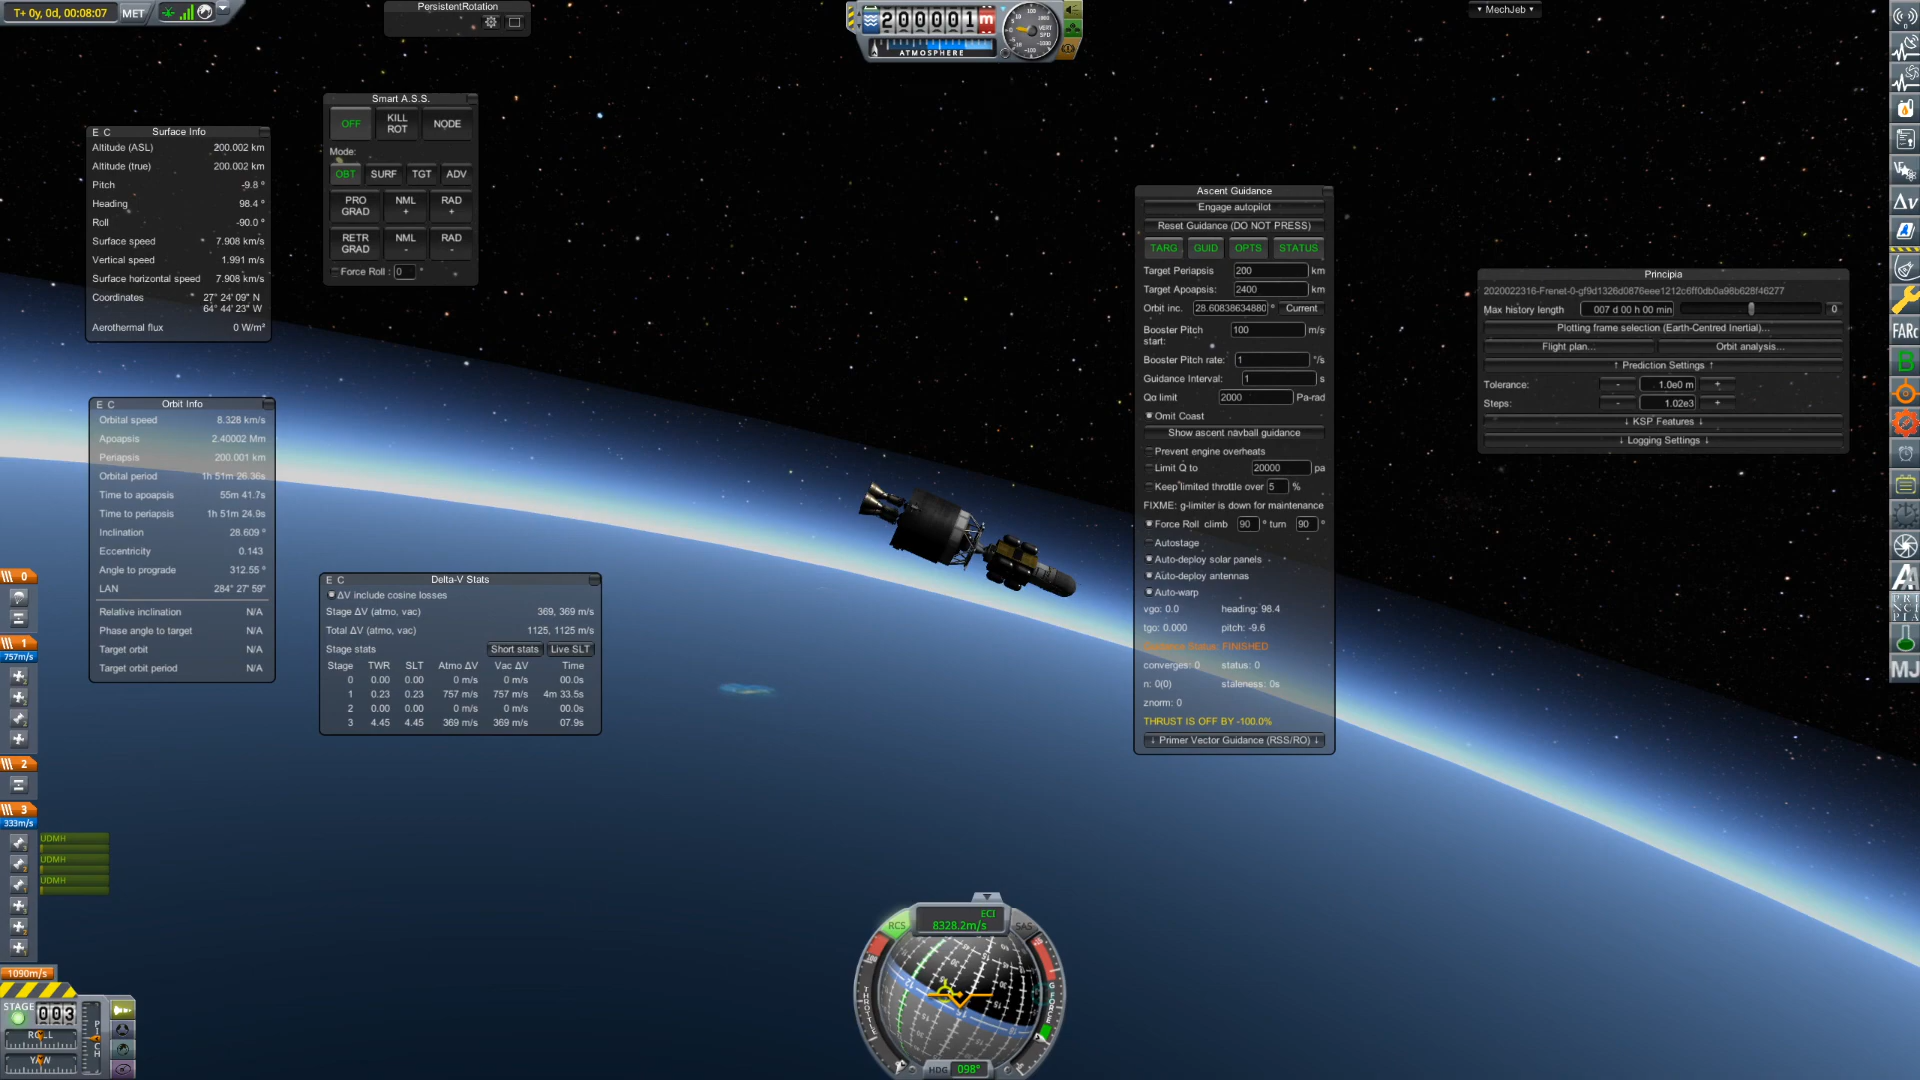 T+ 0y, 0d, 00:08:07 MET
PersistentRotation
200001 m
ATMOSPHERE
VERT SPD
▾ MechJeb ▾
Smart A.S.S.
OFF
KILL ROT
NODE
Mode:
OBT SURF TGT ADV
PRO GRAD
NML +
RAD +
RETR GRAD
NML -
RAD -
Force Roll : 0 °
E C Surface Info
Altitude (ASL) 200.002 km
Altitude (true) 200.002 km
Pitch -9.8 º
Heading 98.4 º
Roll -90.0 º
Surface speed 7.908 km/s
Vertical speed 1.991 m/s
Surface horizontal speed 7.908 km/s
Coordinates 27° 24' 09" N
64° 44' 23" W
Aerothermal flux 0 W/m²
E C Orbit Info
Orbital speed 8.328 km/s
Apoapsis 2.40002 Mm
Periapsis 200.001 km
Orbital period 1h 51m 26.36s
Time to apoapsis 55m 41.7s
Time to periapsis 1h 51m 24.9s
Inclination 28.609 º
Eccentricity 0.143
Angle to prograde 312.55 º
LAN 284° 27' 59"
Relative inclination N/A
Phase angle to target N/A
Target orbit N/A
Target orbit period N/A
E C Delta-V Stats
ΔV include cosine losses
Stage ΔV (atmo, vac) 369, 369 m/s
Total ΔV (atmo, vac) 1125, 1125 m/s
Stage stats Short stats Live SLT
Stage TWR SLT Atmo ΔV Vac ΔV Time
0 0.00 0.00 0 m/s 0 m/s 00.0s
1 0.23 0.23 757 m/s 757 m/s 4m 33.5s
2 0.00 0.00 0 m/s 0 m/s 00.0s
3 4.45 4.45 369 m/s 369 m/s 07.9s
Ascent Guidance
Engage autopilot
Reset Guidance (DO NOT PRESS)
TARG GUID OPTS STATUS
Target Periapsis 200 km
Target Apoapsis: 2400 km
Orbit inc. 28.60838634880 º Current
Booster Pitch start: 100 m/s
Booster Pitch rate: 1 °/s
Guidance Interval: 1 s
Qα limit 2000 Pa-rad
Omit Coast
Show ascent navball guidance
Prevent engine overheats
Limit Q to 20000 pa
Keep limited throttle over 5 %
FIXME: g-limiter is down for maintenance
Force Roll climb 90 º turn 90 º
Autostage
Auto-deploy solar panels
Auto-deploy antennas
Auto-warp
vgo: 0.0 heading: 98.4
tgo: 0.000 pitch: -9.6
Guidance Status: FINISHED
converges: 0 status: 0
n: 0(0) staleness: 0s
znorm: 0
THRUST IS OFF BY -100.0%
↓ Primer Vector Guidance (RSS/RO) ↓
Principia
2020022316-Frenet-0-gf9d1326d0876eee1212c6ff0db0a98b628f46277
Max history length 007 d 00 h 00 min 0
Plotting frame selection (Earth-Centred Inertial)...
Flight plan... Orbit analysis...
↑ Prediction Settings ↑
Tolerance: - 1.0e0 m +
Steps: - 1.02e3 +
↓ KSP Features ↓
↓ Logging Settings ↓
Δv
FARc
B
PRINCIPIA
MJ
0
1
757m/s
2
3
333m/s
UDMH
UDMH
UDMH
1090m/s
STAGE 003
ROLL
YAW
PITCH
ECI
8328.2m/s
RCS
SAS
THROTTLE
G FORCE
HDG 098°